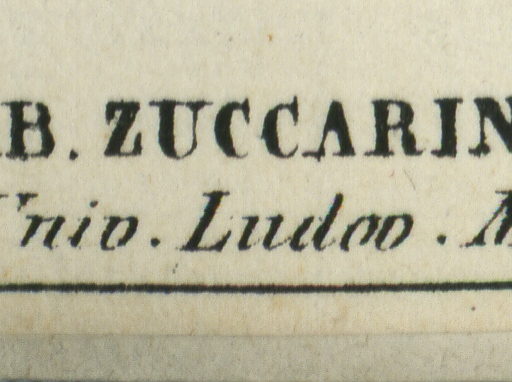 B. ZUCCARIN
Univ. Ludov. M